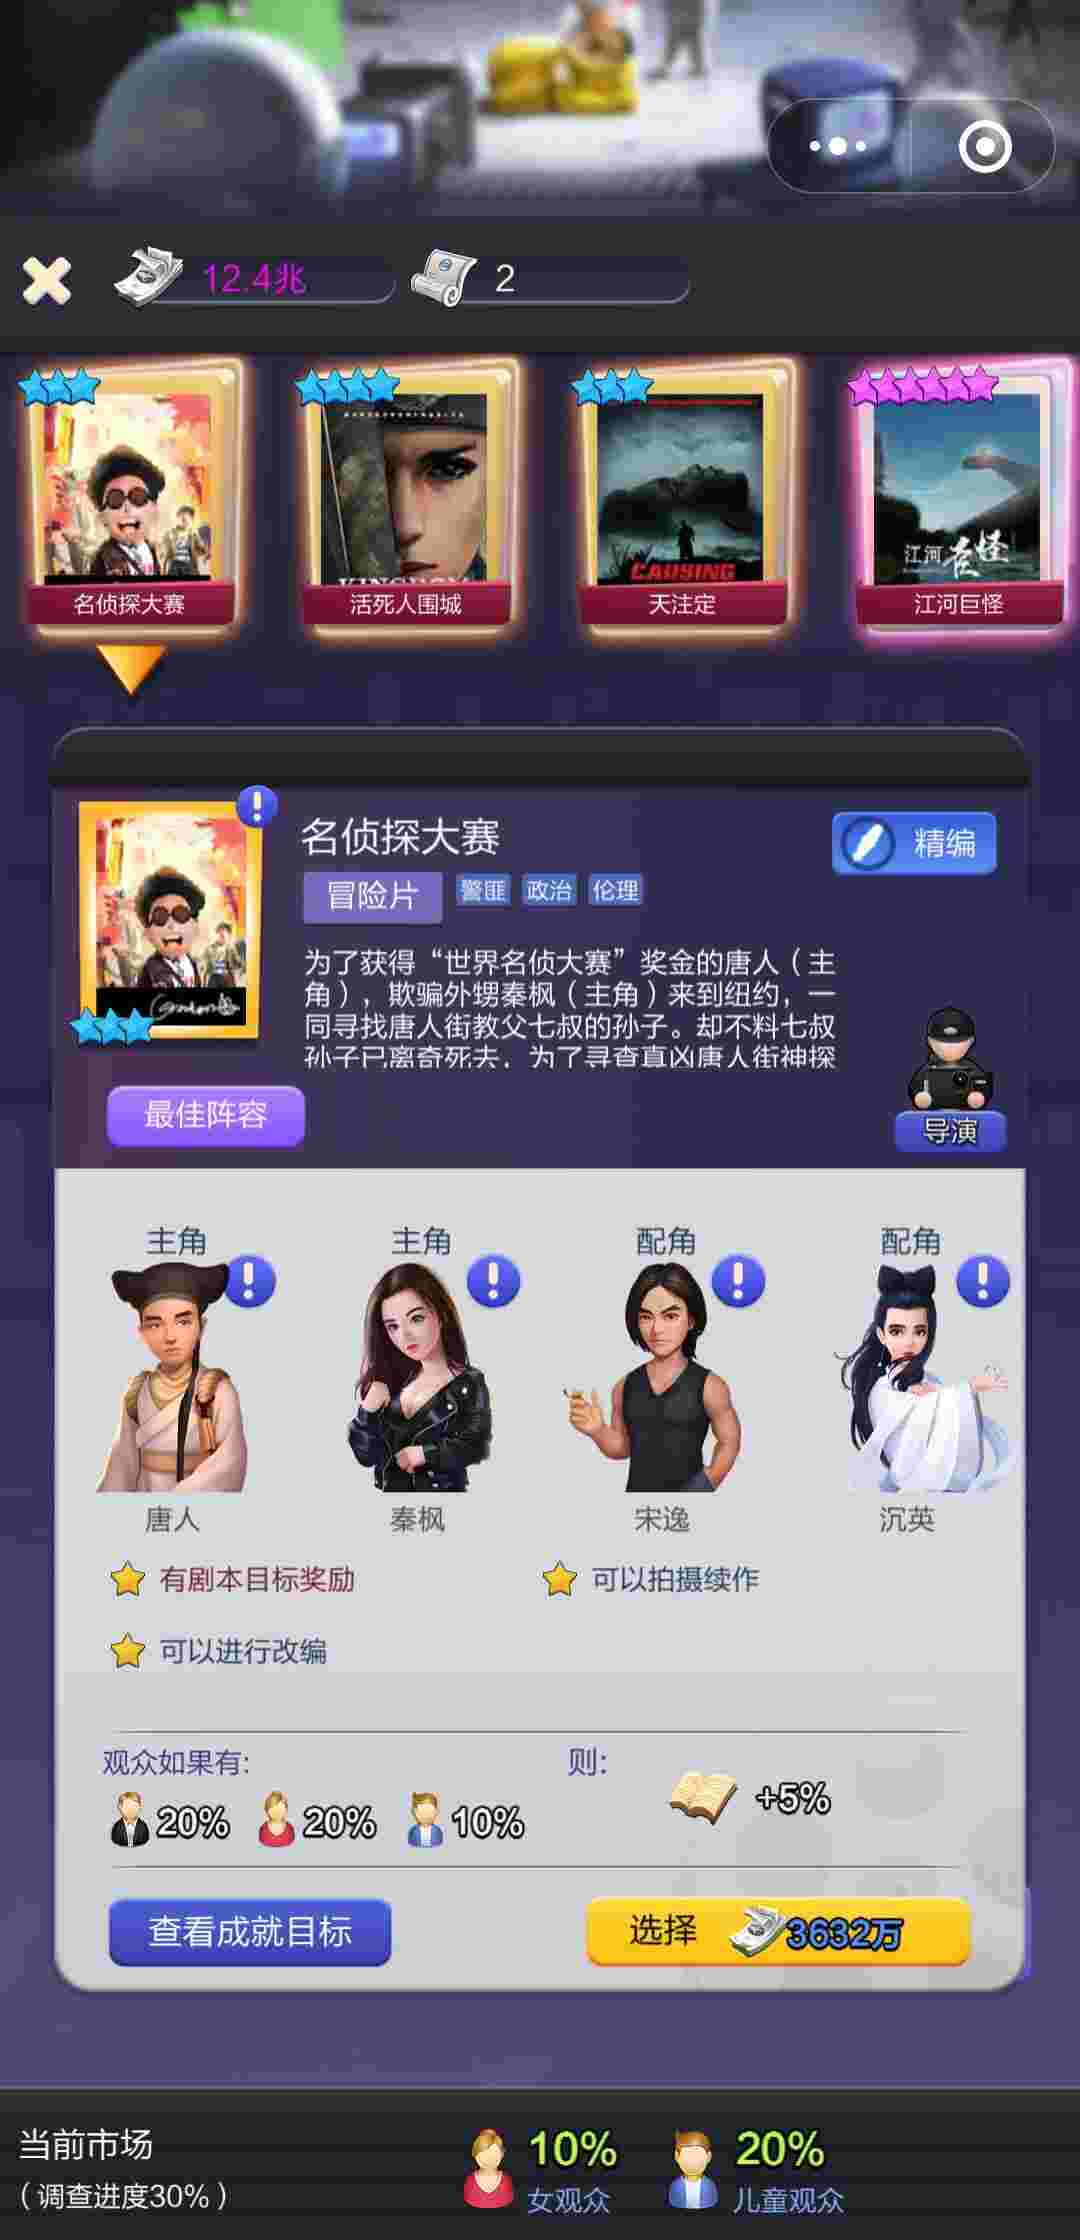 12.4兆
2
KINGBOY
CAUSING
江河巨怪
名侦探大赛
活死人围城
天注定
江河巨怪
名侦探大赛
精编
冒险片
警匪
政治
伦理
为了获得“世界名侦大赛”奖金的唐人（主
角），欺骗外甥秦枫（主角）来到纽约，一
同寻找唐人街教父七叔的孙子。却不料七叔
孙子已离奇死去，为了寻查真凶唐人街神探
最佳阵容
导演
主角
主角
配角
配角
唐人
秦枫
宋逸
沉英
有剧本目标奖励
可以拍摄续作
可以进行改编
观众如果有:
则:
20%
20%
10%
+5%
查看成就目标
选择
3632万
当前市场
（调查进度30%）
10%
女观众
20%
儿童观众